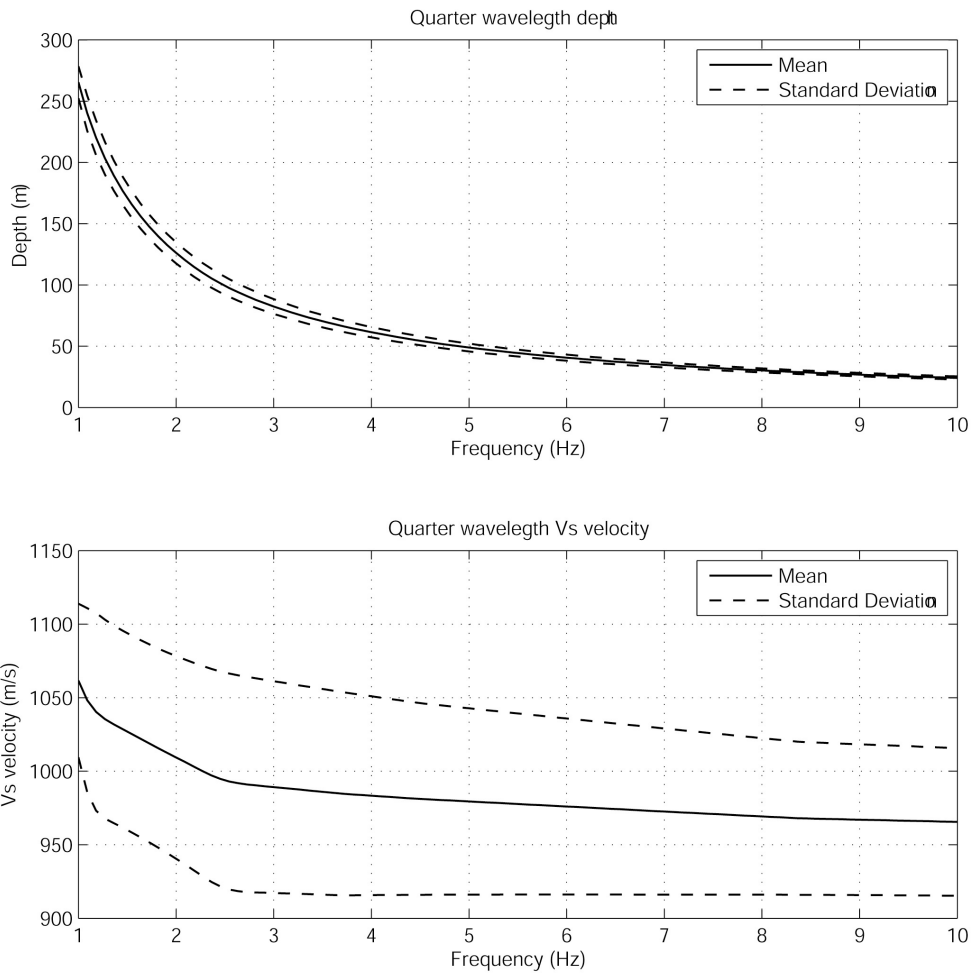 Quarter wavelegth depth
300
250
200
150
100
50
0
Depth (m)
Mean
Standard Deviation
1 2 3 4 5 6 7 8 9 10
Frequency (Hz)
Quarter wavelegth Vs velocity
1150
1100
1050
1000
950
900
Vs velocity (m/s)
Mean
Standard Deviation
1 2 3 4 5 6 7 8 9 10
Frequency (Hz)